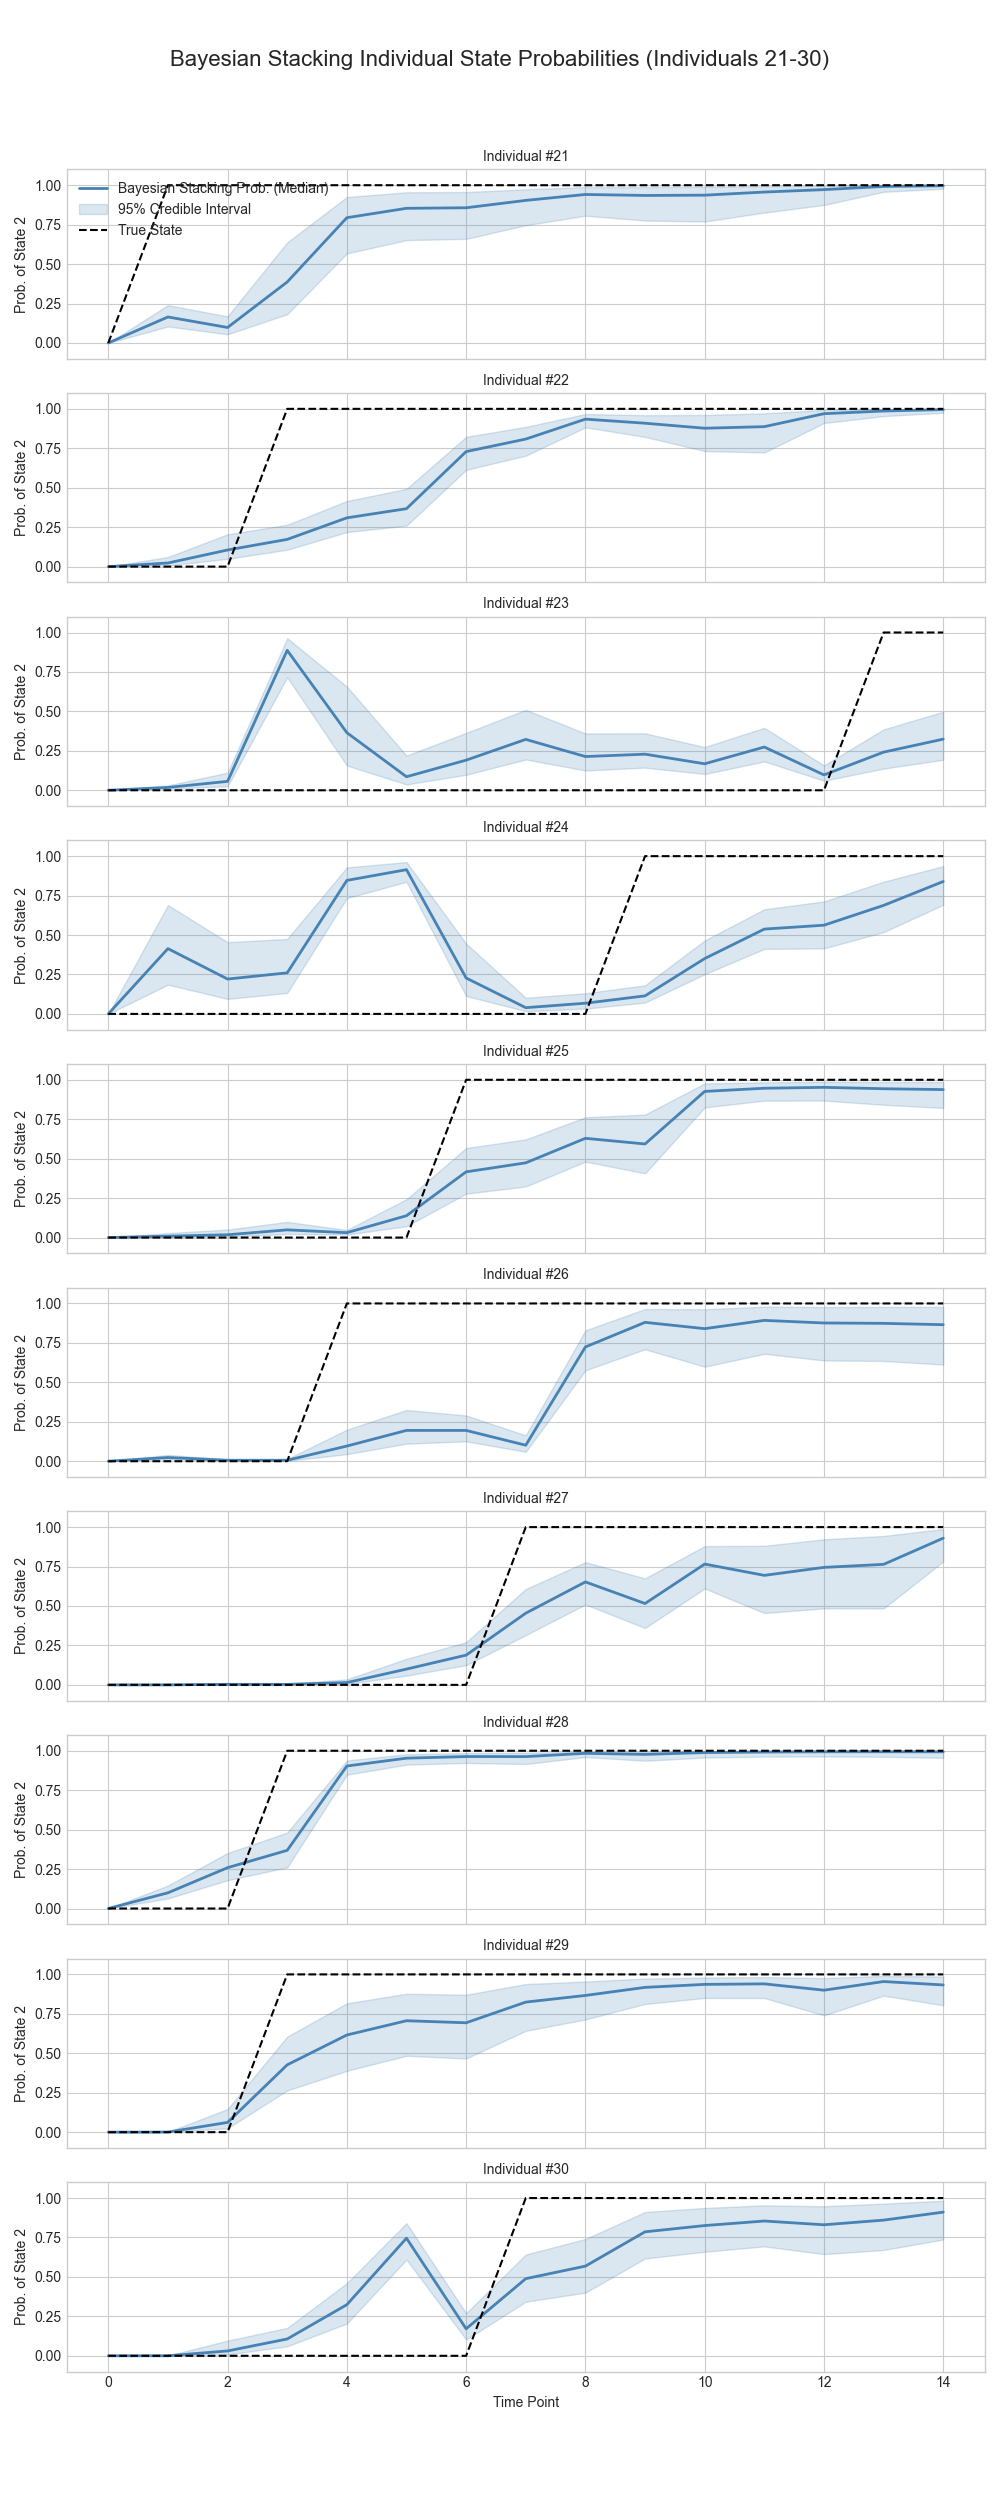 Bayesian Stacking Individual State Probabilities (Individuals 21-30)
Individual #21
Bayesian Stacking Prob. (Median)
95% Credible Interval
True State
Prob. of State 2
1.00
0.75
0.50
0.25
0.00
Individual #22
Prob. of State 2
1.00
0.75
0.50
0.25
0.00
Individual #23
Prob. of State 2
1.00
0.75
0.50
0.25
0.00
Individual #24
Prob. of State 2
1.00
0.75
0.50
0.25
0.00
Individual #25
Prob. of State 2
1.00
0.75
0.50
0.25
0.00
Individual #26
Prob. of State 2
1.00
0.75
0.50
0.25
0.00
Individual #27
Prob. of State 2
1.00
0.75
0.50
0.25
0.00
Individual #28
Prob. of State 2
1.00
0.75
0.50
0.25
0.00
Individual #29
Prob. of State 2
1.00
0.75
0.50
0.25
0.00
Individual #30
Prob. of State 2
1.00
0.75
0.50
0.25
0.00
0 2 4 6 8 10 12 14
Time Point